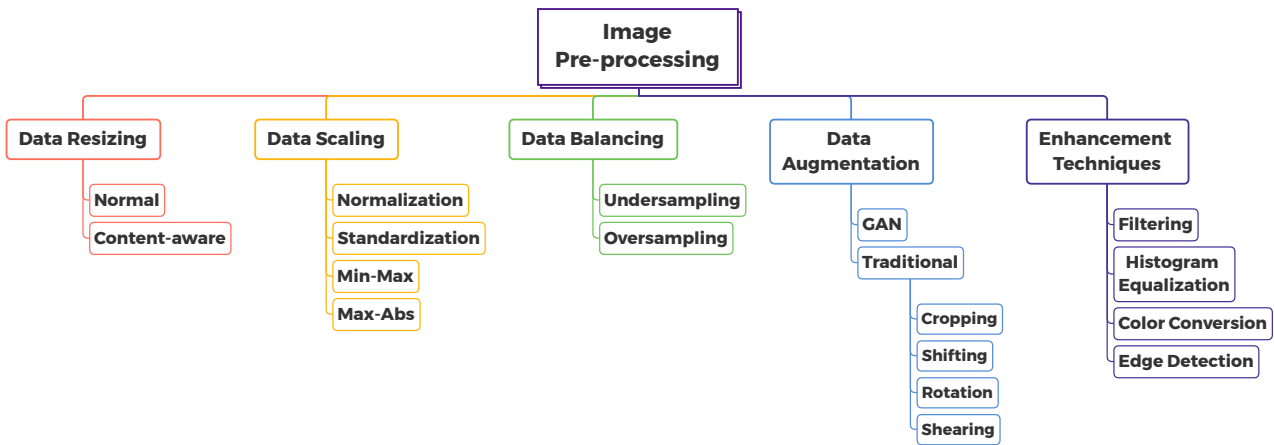 Image
Pre-processing
Data Resizing
Normal
Content-aware
Data Scaling
Normalization
Standardization
Min-Max
Max-Abs
Data Balancing
Undersampling
Oversampling
Data
Augmentation
GAN
Traditional
Cropping
Shifting
Rotation
Shearing
Enhancement
Techniques
Filtering
Histogram
Equalization
Color Conversion
Edge Detection